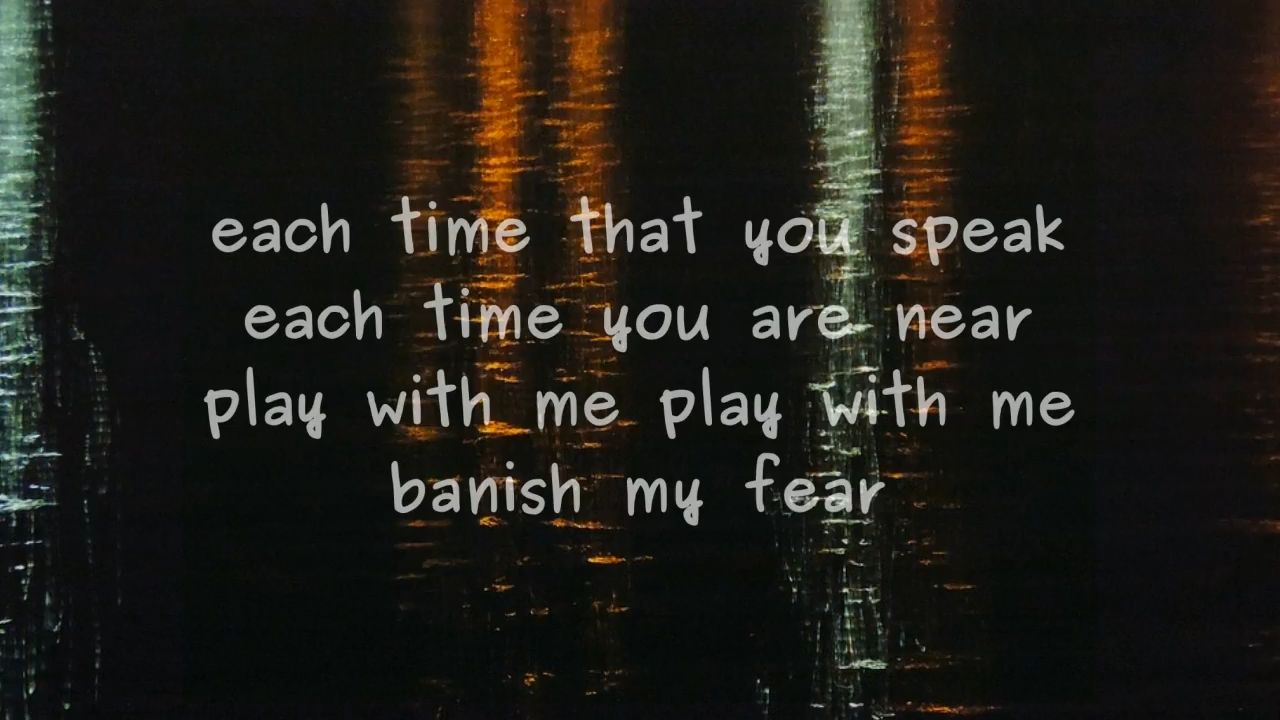 each time that you speak
each time you are near
play with me play with me
banish my fear